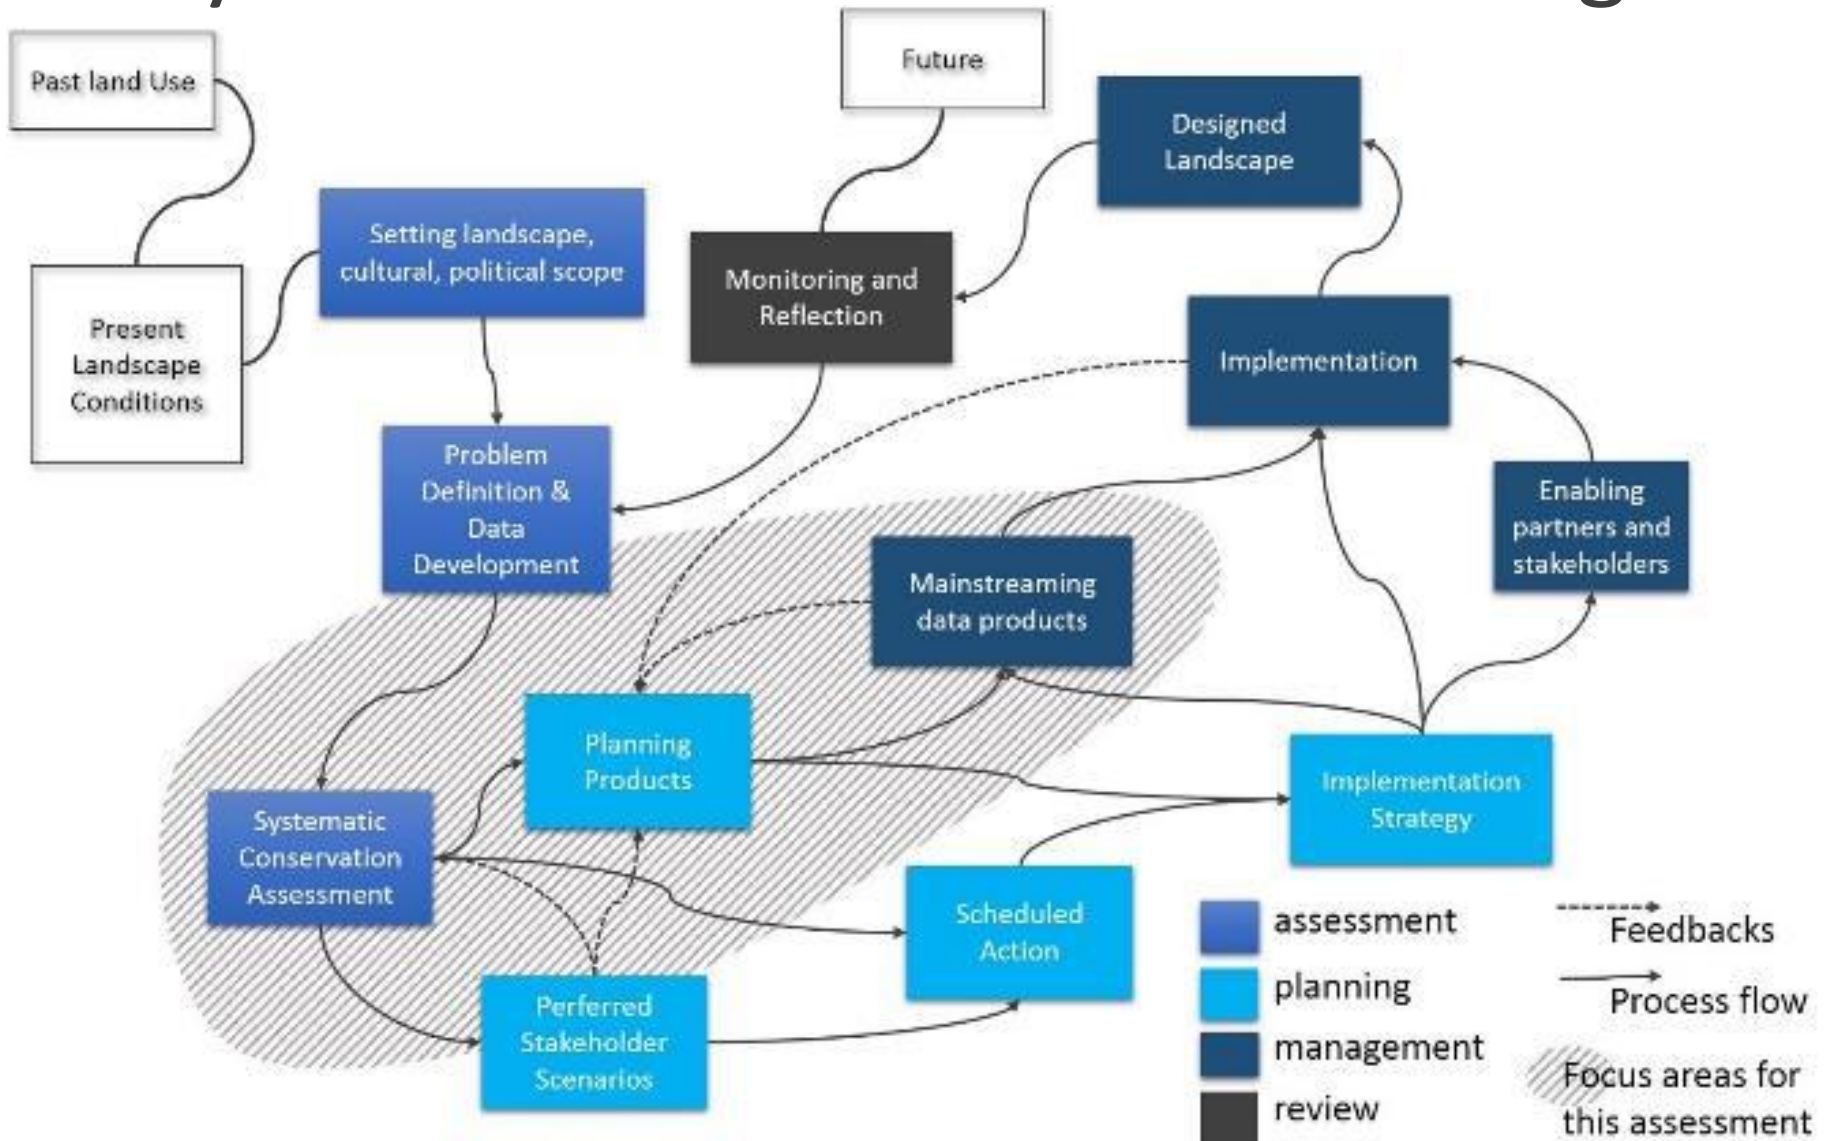 Past land Use
Future
Designed
Landscape
Setting landscape,
cultural, political scope
Monitoring and
Reflection
Present
Landscape
Conditions
Implementation
Problem
Definition &
Data
Development
Enabling
partners and
stakeholders
Mainstreaming
data products
Planning
Products
Implementation
Strategy
Systematic
Conservation
Assessment
Scheduled
Action
Perferred
Stakeholder
Scenarios
assessment
planning
management
review
Feedbacks
Process flow
Focus areas for
this assessment